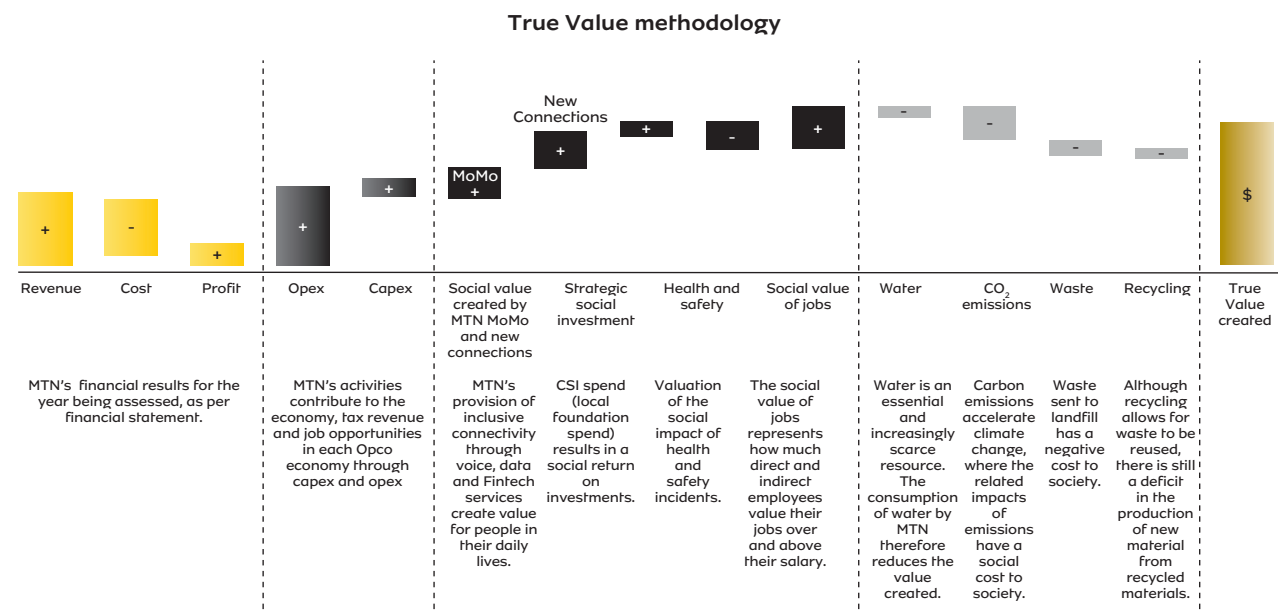 True Value methodology
New
Connections
+
-
+
+
+
MoMo
+
+
+
-
+
-
-
-
-
$
Revenue
Cost
Profit
Opex
Capex
Social value
created by
MTN MoMo
and new
connections
Strategic
social
investment
Health and
safety
Social value
of jobs
Water
CO2
emissions
Waste
Recycling
True
Value
created
MTN's financial results for the
year being assessed, as per
financial statement.
MTN's activities
contribute to the
economy, tax revenue
and job opportunities
in each Opco
economy through
capex and opex
MTN's
provision of
inclusive
connectivity
through
voice, data
and Fintech
services
create value
for people in
their daily
lives.
CSI spend
(local
foundation
spend)
results in a
social return
on
investments.
Valuation
of the
social
impact of
health
and
safety
incidents.
The social
value of
jobs
represents
how much
direct and
indirect
employees
value their
jobs over
and above
their salary.
Water is an
essential
and
increasingly
scarce
resource.
The
consumption
of water by
MTN
therefore
reduces the
value
created.
Carbon
emissions
accelerate
climate
change,
where the
related
impacts
of
emissions
have a
social
cost to
society.
Waste
sent to
landfill
has a
negative
cost to
society.
Although
recycling
allows for
waste to be
reused,
there is still
a deficit
in the
production
of new
material
from
recycled
materials.